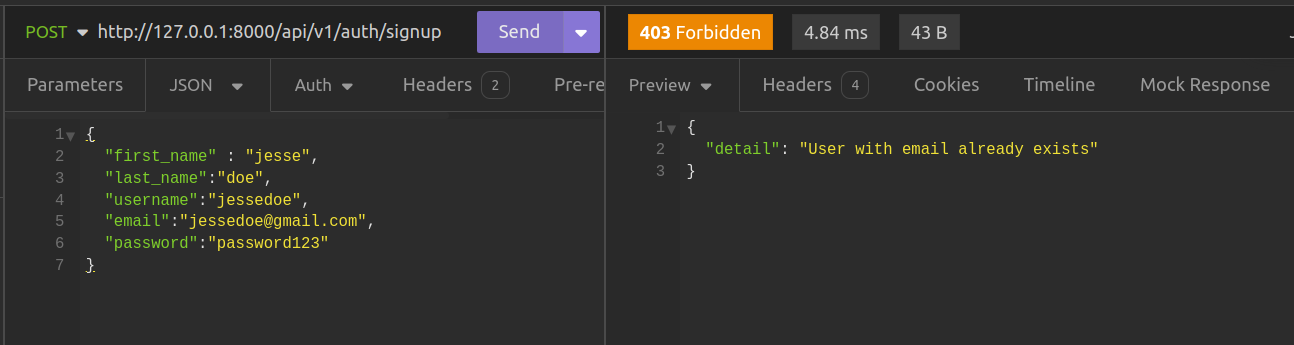 POST http://127.0.0.1:8000/api/v1/auth/signup Send
403 Forbidden 4.84 ms 43 B
Parameters JSON Auth Headers 2 Pre-re
Preview Headers 4 Cookies Timeline Mock Response
1 {
2 "first_name" : "jesse",
3 "last_name":"doe",
4 "username":"jessedoe",
5 "email":"jessedoe@gmail.com",
6 "password":"password123"
7 }
1 {
2 "detail": "User with email already exists"
3 }